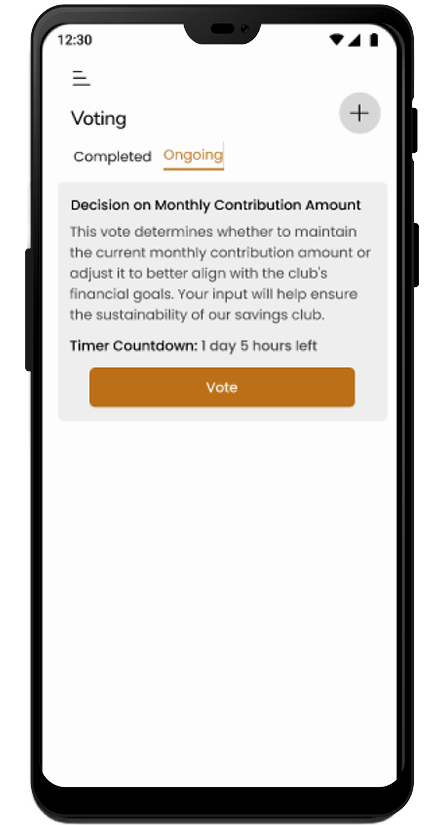 12:30
Voting
Completed Ongoing
Decision on Monthly Contribution Amount
This vote determines whether to maintain
the current monthly contribution amount or
adjust it to better align with the club's
financial goals. Your input will help ensure
the sustainability of our savings club.
Timer Countdown: 1 day 5 hours left
Vote